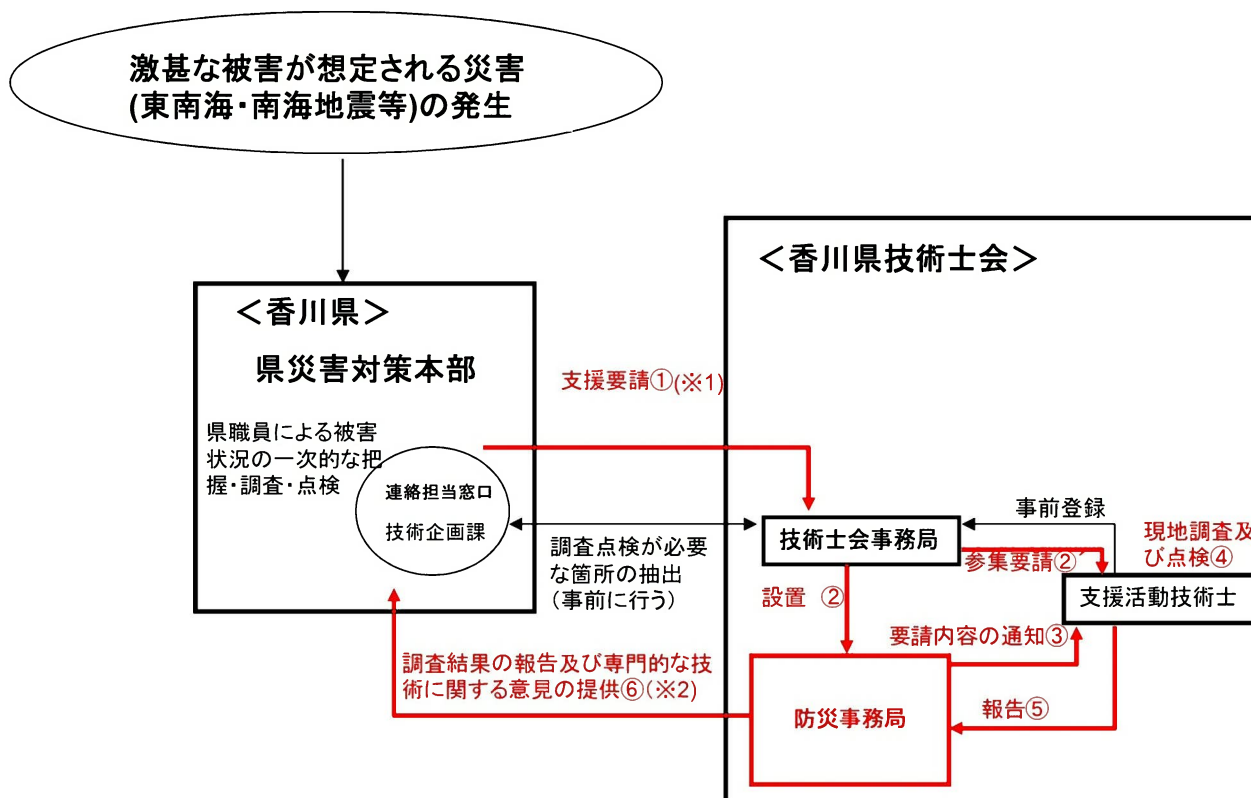 激甚な被害が想定される災害
(東南海・南海地震等)の発生
＜香川県＞
県災害対策本部
県職員による被害
状況の一次的な把
握・調査・点検
連絡担当窓口
技術企画課
支援要請①(※1)
調査点検が必要
な箇所の抽出
(事前に行う)
調査結果の報告及び専門的な技
術に関する意見の提供⑥(※2)
＜香川県技術士会＞
技術士会事務局
事前登録
参集要請②’
現地調査及
び点検④
支援活動技術士
設置 ②
要請内容の通知③
防災事務局
報告⑤